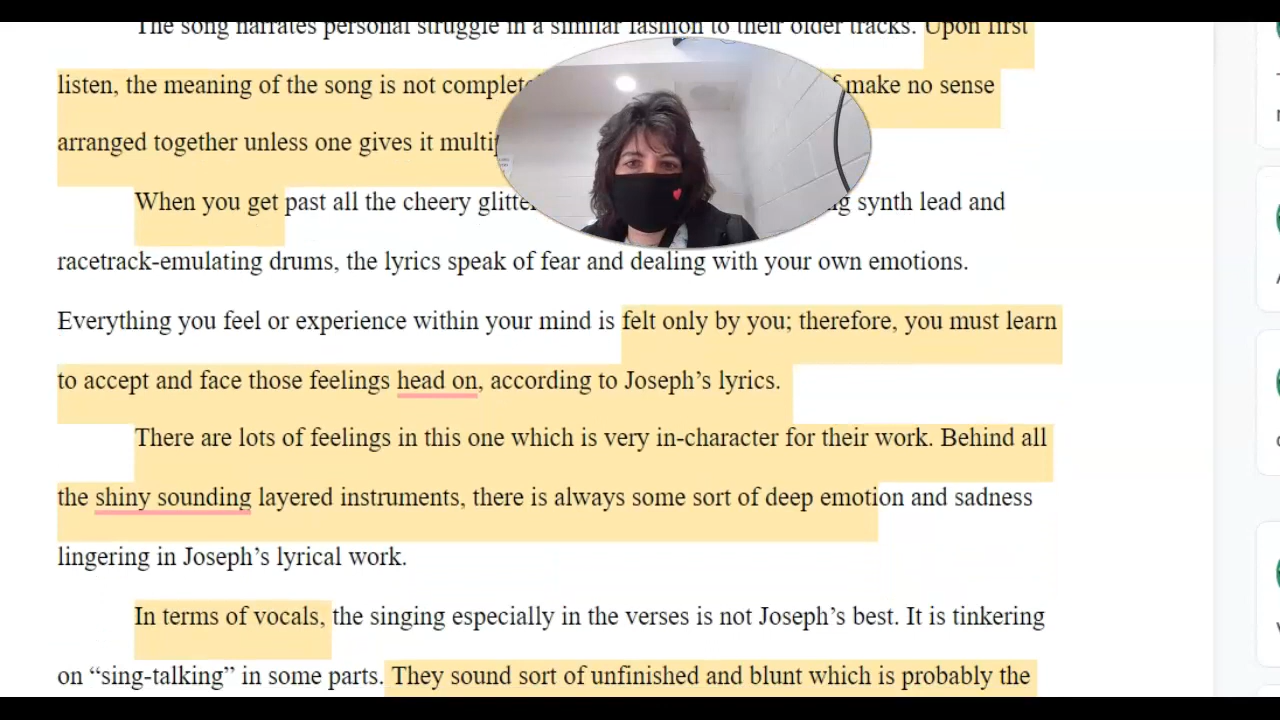 The song narrates personal struggle in a similar fashion to their older tracks. Upon first
listen, the meaning of the song is not make no sense
arranged together unless one gives it
When you get past all the cheery synth lead and
racetrack-emulating drums, the lyrics speak of fear and dealing with your own emotions.
Everything you feel or experience within your mind is felt only by you; therefore, you must learn
to accept and face those feelings head on, according to Joseph’s lyrics.
There are lots of feelings in this one which is very in-character for their work. Behind all
the shiny sounding layered instruments, there is always some sort of deep emotion and sadness
lingering in Joseph’s lyrical work.
In terms of vocals, the singing especially in the verses is not Joseph’s best. It is tinkering
on “sing-talking” in some parts. They sound sort of unfinished and blunt which is probably the